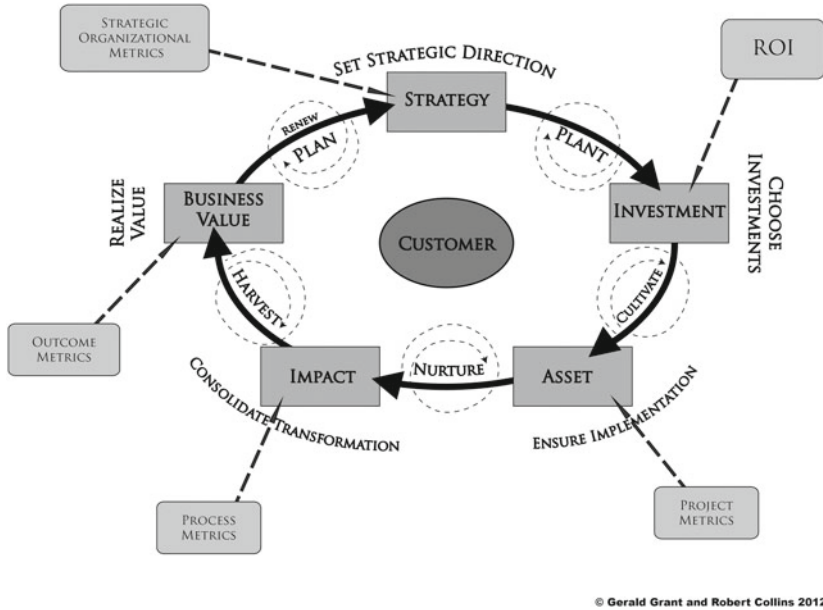 STRATEGIC
ORGANIZATIONAL
METRICS
SET STRATEGIC DIRECTION
ROI
STRATEGY
RENEW
PLAN
PLANT
REALIZE
VALUE
BUSINESS
VALUE
CUSTOMER
INVESTMENT
CHOOSE
INVESTMENTS
HARVEST
CULTIVATE
OUTCOME
METRICS
IMPACT
NURTURE
ASSET
CONSOLIDATE TRANSFORMATION
ENSURE IMPLEMENTATION
PROCESS
METRICS
PROJECT
METRICS
© Gerald Grant and Robert Collins 2012